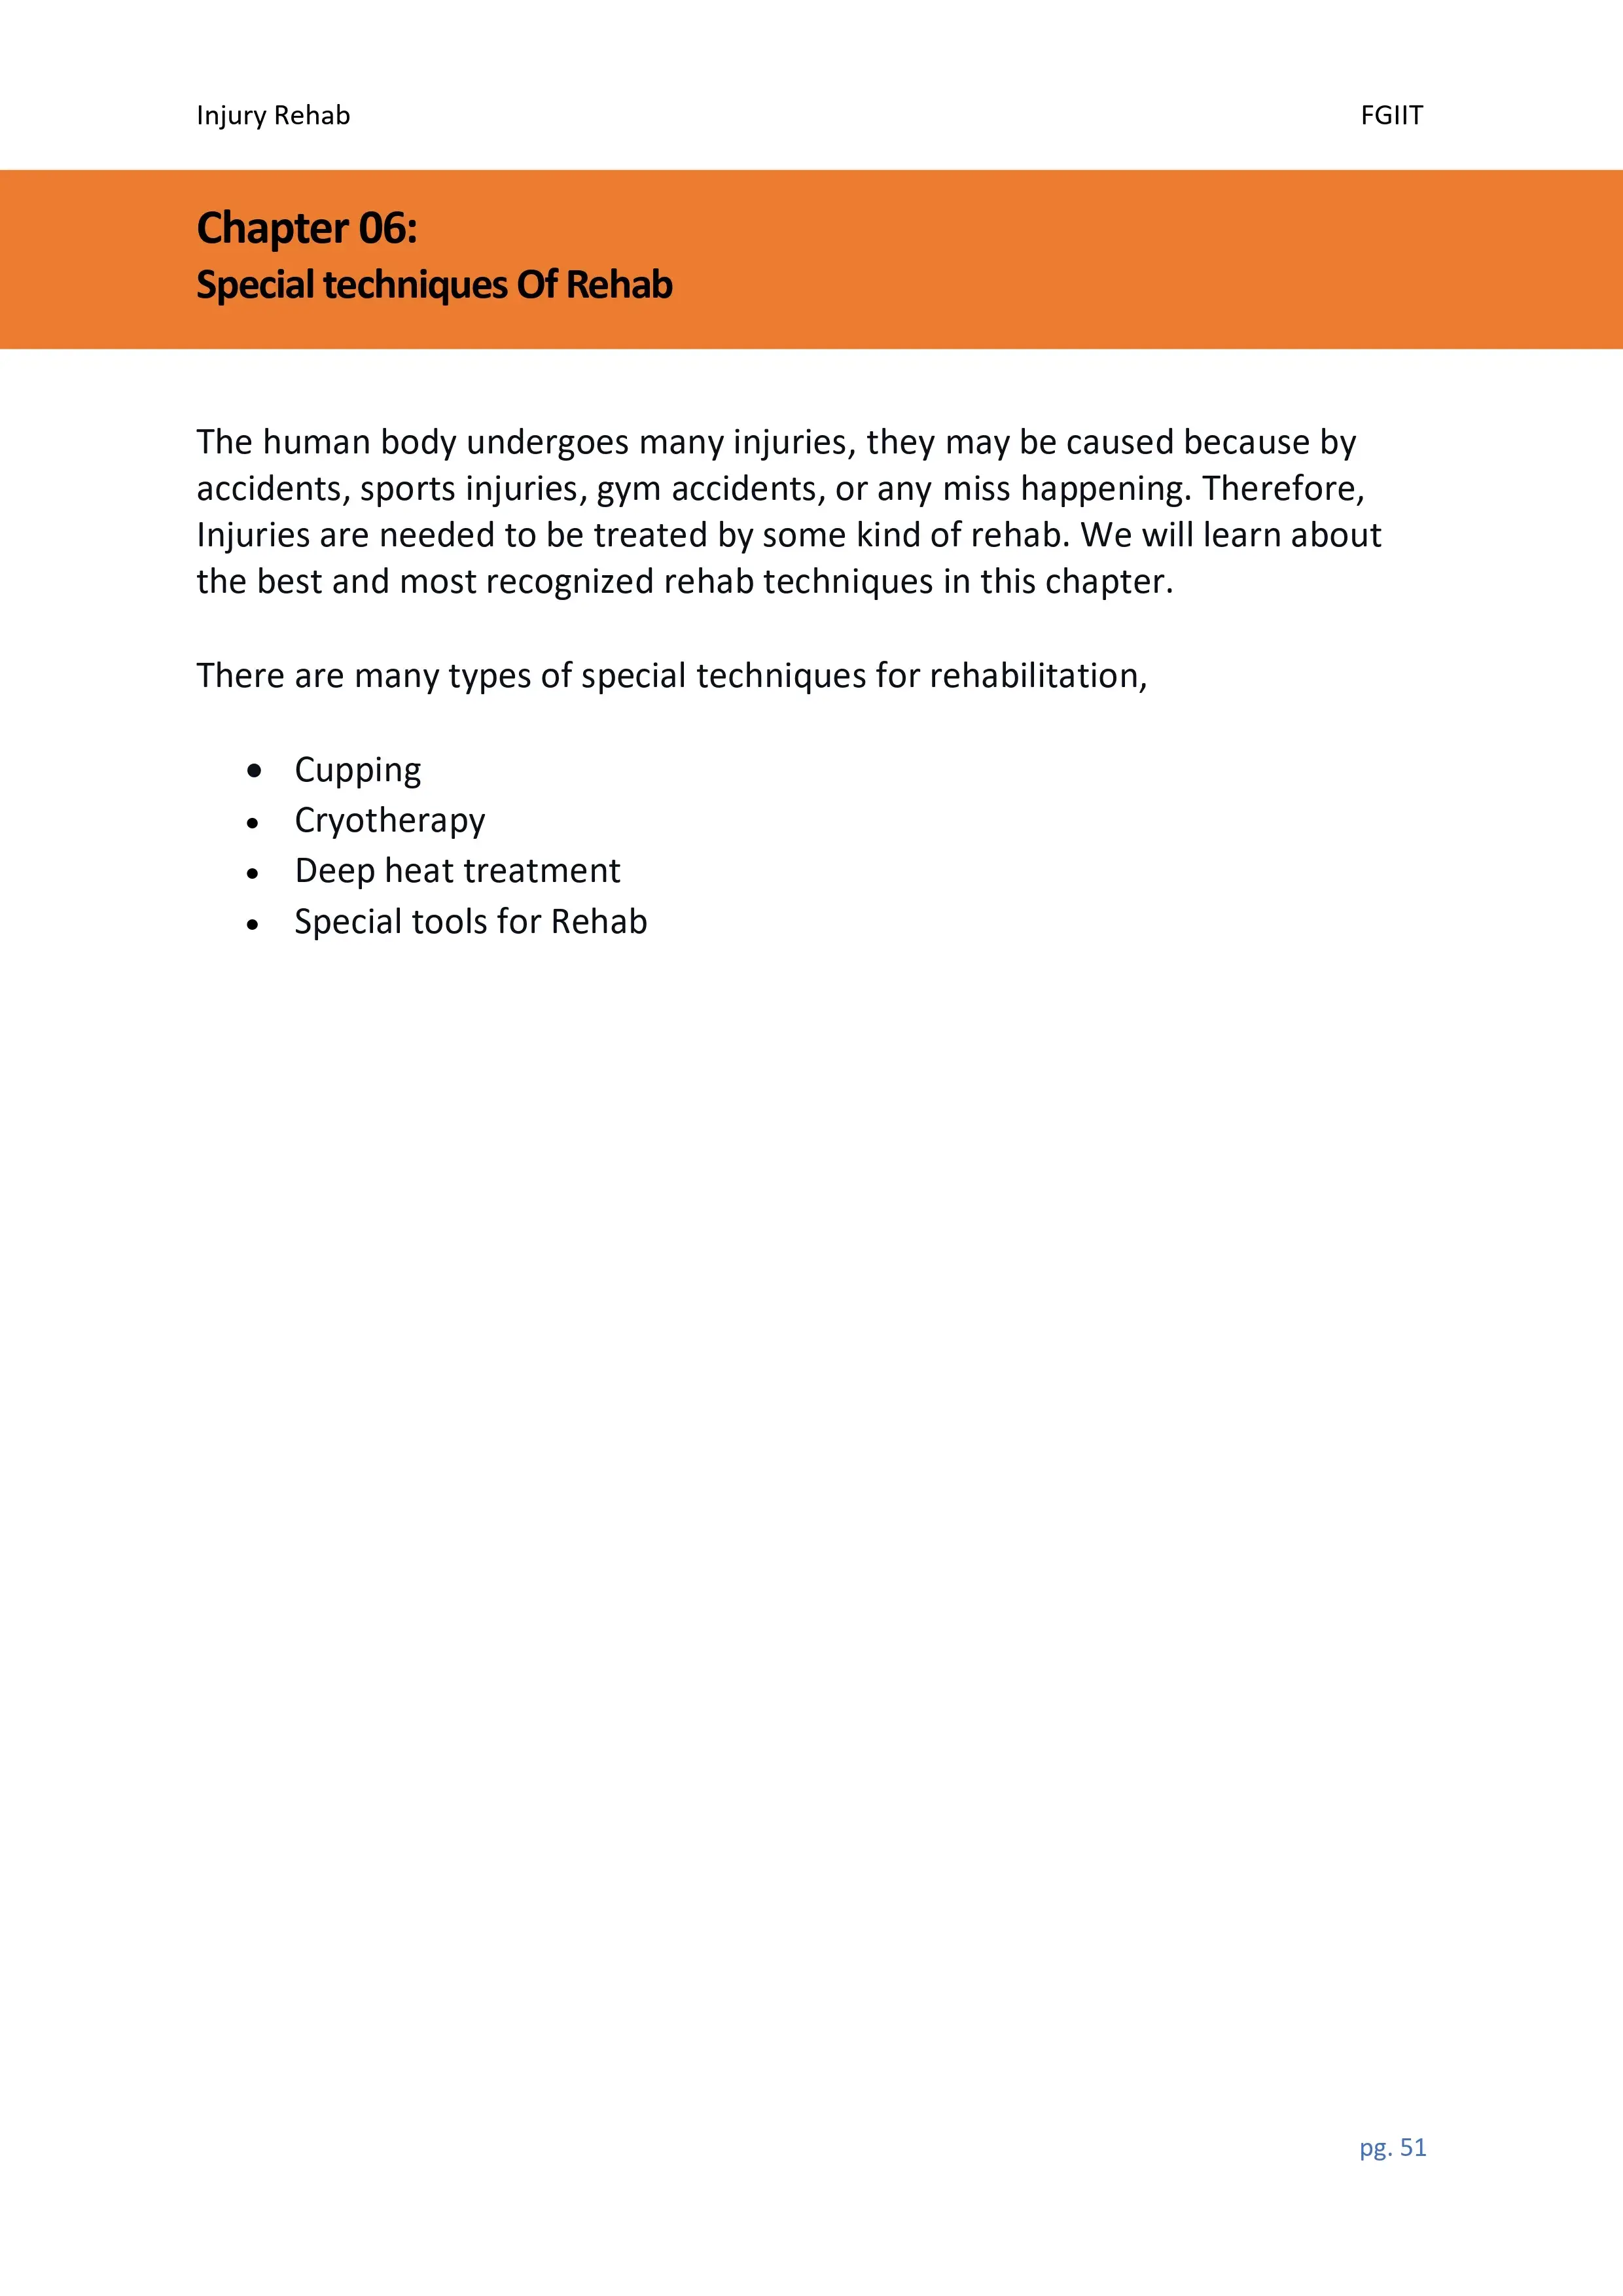 Injury Rehab FGIIT
Chapter 06:
Special techniques Of Rehab
The human body undergoes many injuries, they may be caused because by
accidents, sports injuries, gym accidents, or any miss happening. Therefore,
Injuries are needed to be treated by some kind of rehab. We will learn about
the best and most recognized rehab techniques in this chapter.
There are many types of special techniques for rehabilitation,
• Cupping
• Cryotherapy
• Deep heat treatment
• Special tools for Rehab
pg. 51